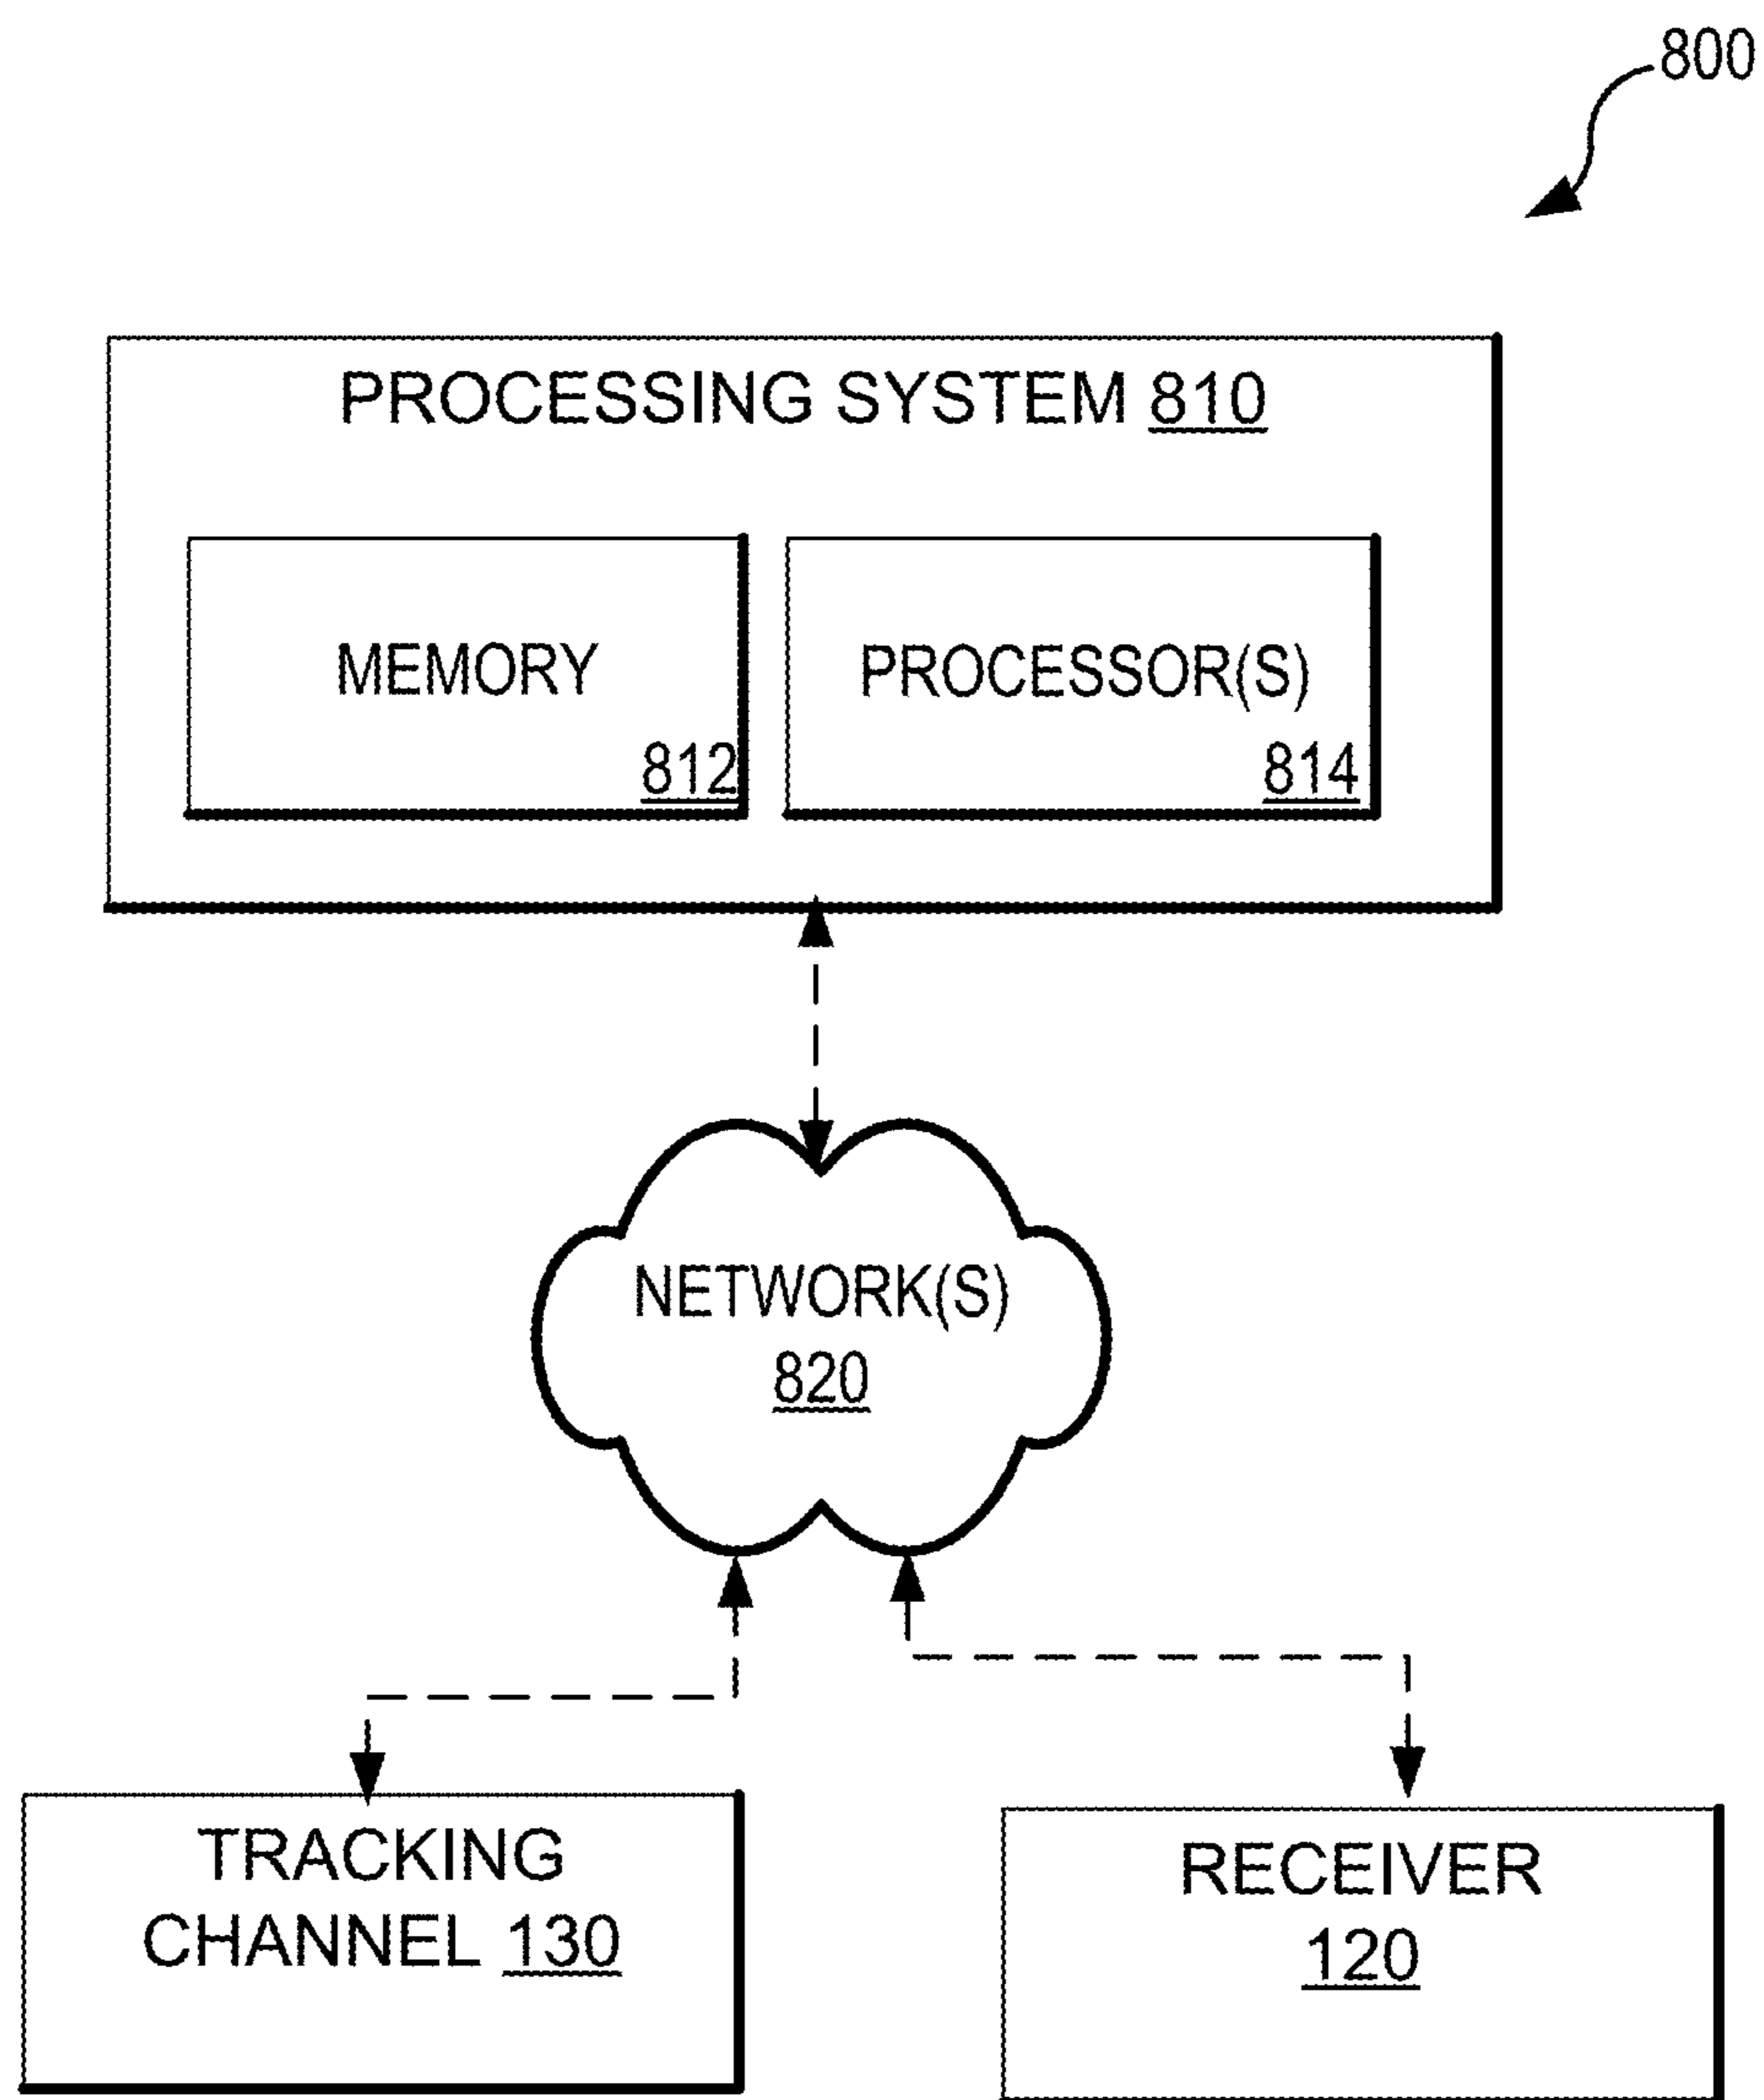 800
PROCESSING SYSTEM 810
MEMORY
812
PROCESSOR(S)
814
NETWORK(S)
820
TRACKING
CHANNEL 130
RECEIVER
120